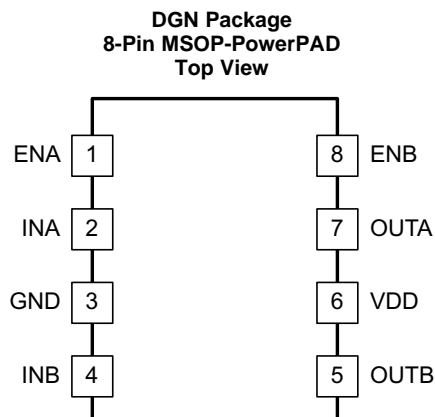 DGN Package
8-Pin MSOP-PowerPAD
Top View
ENA 1 8 ENB
INA 2 7 OUTA
GND 3 6 VDD
INB 4 5 OUTB